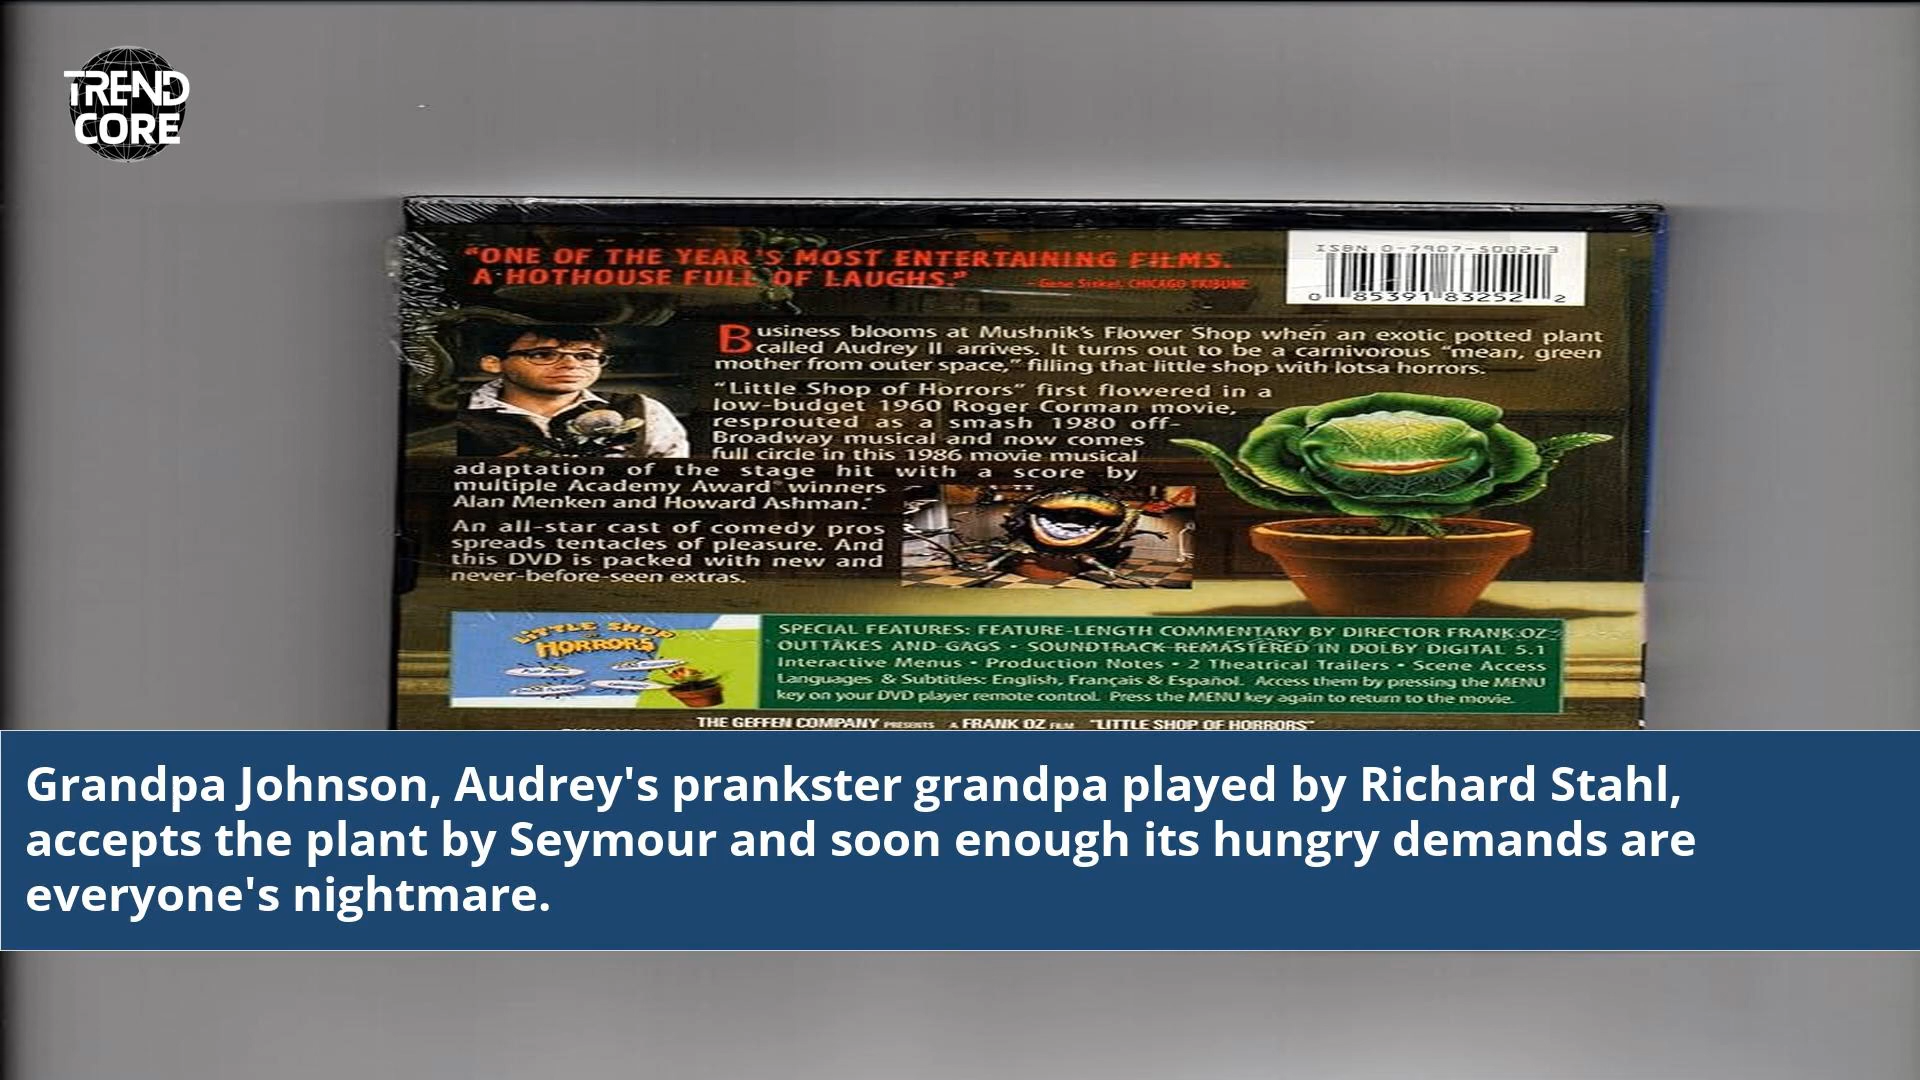 TREND
CORE
"ONE OF THE YEAR'S MOST ENTERTAINING FILMS.
A HOTHOUSE FULL OF LAUGHS."
- Gene Siskel, CHICAGO TRIBUNE
ISBN 0-7907-5002-3
0 85391 83252 2
Business blooms at Mushnik's Flower Shop when an exotic potted plant
called Audrey II arrives. It turns out to be a carnivorous "mean, green
mother from outer space," filling that little shop with lotsa horrors.
"Little Shop of Horrors" first flowered in a
low-budget 1960 Roger Corman movie,
resprouted as a smash 1980 off-
Broadway musical and now comes
full circle in this 1986 movie musical
adaptation of the stage hit with a score by
multiple Academy Award® winners
Alan Menken and Howard Ashman.
An all-star cast of comedy pros
spreads tentacles of pleasure. And
this DVD is packed with new and
never-before-seen extras.
LITTLE SHOP
OF
HORRORS
SPECIAL FEATURES: FEATURE-LENGTH COMMENTARY BY DIRECTOR FRANK OZ •
OUTTAKES AND GAGS • SOUNDTRACK REMASTERED IN DOLBY DIGITAL 5.1
Interactive Menus • Production Notes • 2 Theatrical Trailers • Scene Access
Languages & Subtitles: English, Français & Español. Access them by pressing the MENU
key on your DVD player remote control. Press the MENU key again to return to the movie.
THE GEFFEN COMPANY PRESENTS A FRANK OZ FILM "LITTLE SHOP OF HORRORS"
Grandpa Johnson, Audrey's prankster grandpa played by Richard Stahl,
accepts the plant by Seymour and soon enough its hungry demands are
everyone's nightmare.